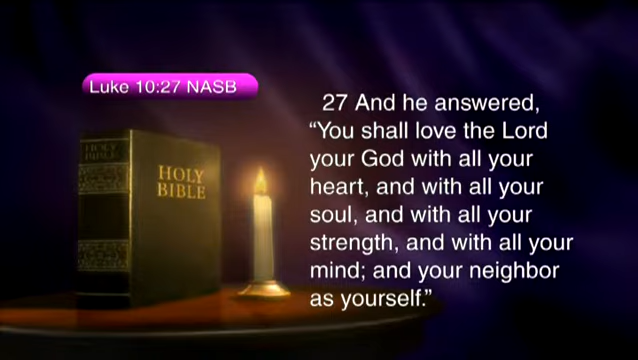 Luke 10:27 NASB
HOLY
BIBLE
HOLY
BIBLE
27 And he answered,
“You shall love the Lord
your God with all your
heart, and with all your
soul, and with all your
strength, and with all your
mind; and your neighbor
as yourself.”